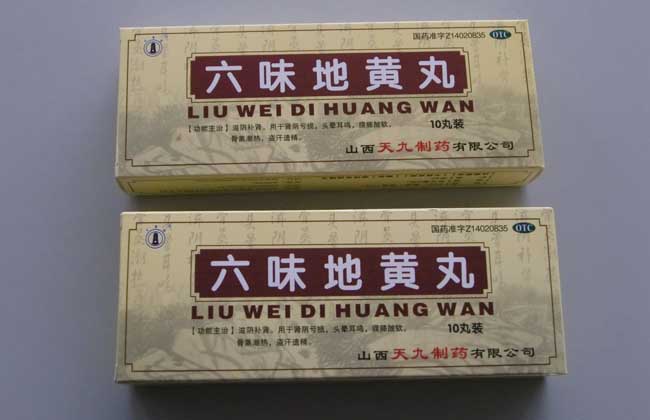 国药准字Z14020835 OTC
六味地黄丸
LIU WEI DI HUANG WAN
【功能主治】滋阴补肾。用于肾阴亏损，头晕耳鸣，腰膝酸软，
骨蒸潮热，盗汗遗精。
10丸装
山西天九制药有限公司
国药准字Z14020835 OTC
六味地黄丸
LIU WEI DI HUANG WAN
【功能主治】滋阴补肾。用于肾阴亏损，头晕耳鸣，腰膝酸软，
骨蒸潮热，盗汗遗精。
10丸装
山西天九制药有限公司